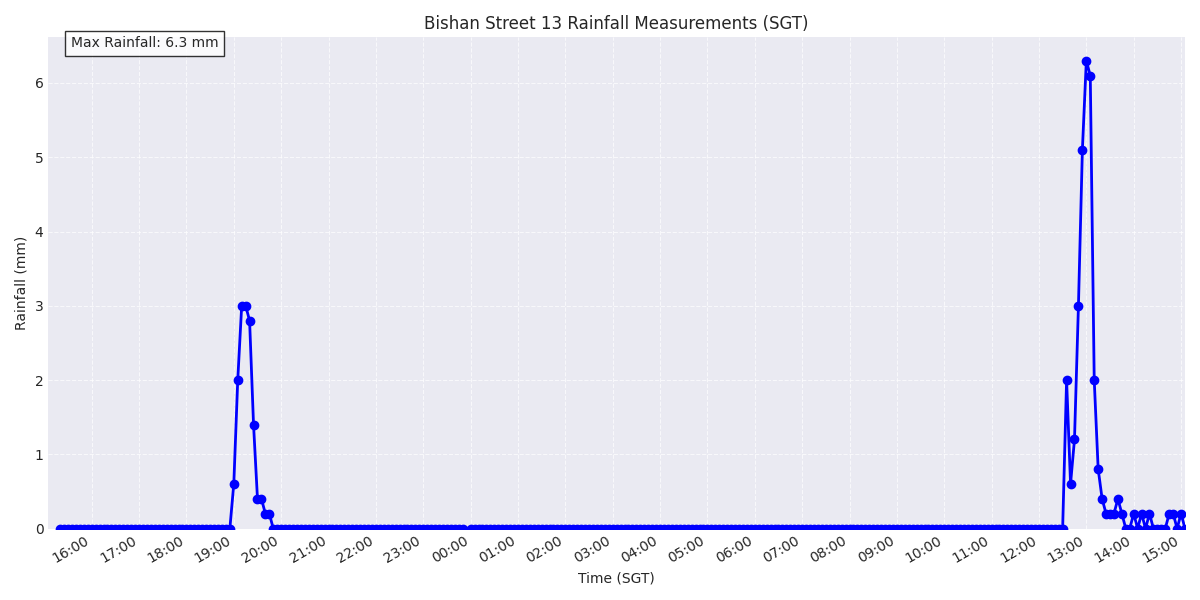 Bishan Street 13 Rainfall Measurements (SGT)
Max Rainfall: 6.3 mm
Rainfall (mm)
6
5
4
3
2
1
0
16:00 17:00 18:00 19:00 20:00 21:00 22:00 23:00 00:00 01:00 02:00 03:00 04:00 05:00 06:00 07:00 08:00 09:00 10:00 11:00 12:00 13:00 14:00 15:00
Time (SGT)